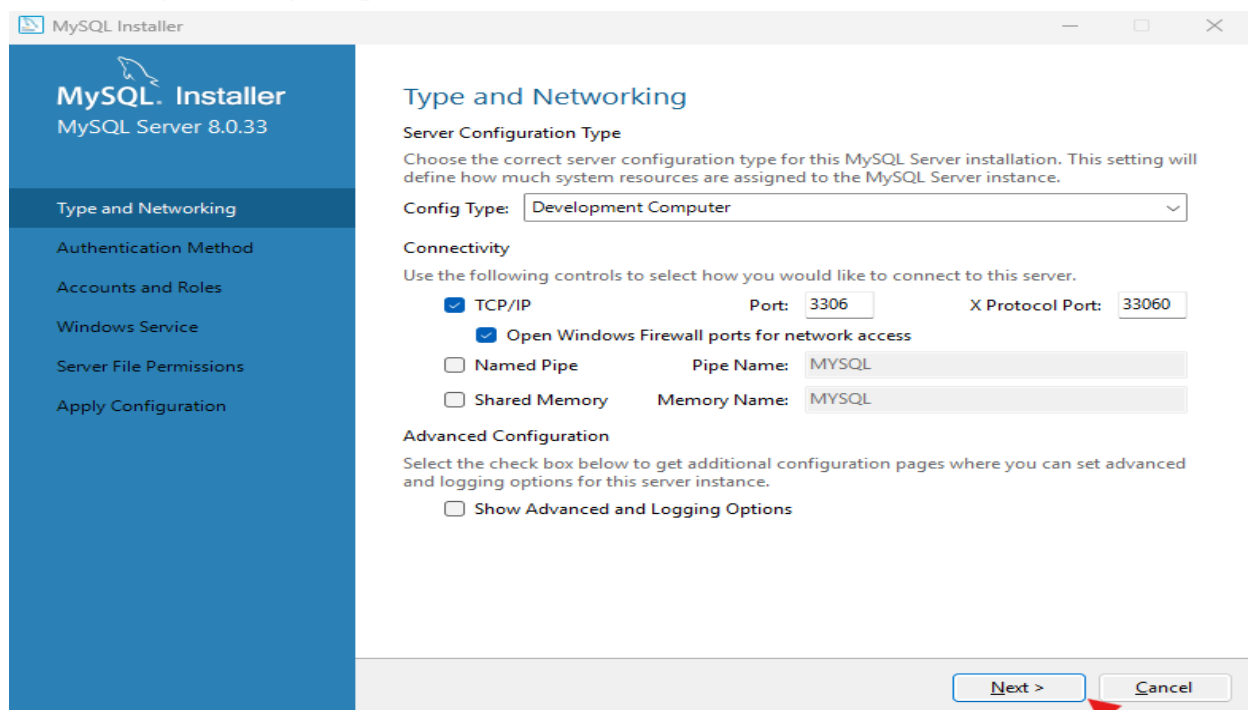 MySQL Installer
MySQL. Installer
MySQL Server 8.0.33
Type and Networking
Authentication Method
Accounts and Roles
Windows Service
Server File Permissions
Apply Configuration
Type and Networking
Server Configuration Type
Choose the correct server configuration type for this MySQL Server installation. This setting will
define how much system resources are assigned to the MySQL Server instance.
Config Type: Development Computer
Connectivity
Use the following controls to select how you would like to connect to this server.
TCP/IP Port: 3306 X Protocol Port: 33060
Open Windows Firewall ports for network access
Named Pipe Pipe Name: MYSQL
Shared Memory Memory Name: MYSQL
Advanced Configuration
Select the check box below to get additional configuration pages where you can set advanced
and logging options for this server instance.
Show Advanced and Logging Options
Next > Cancel